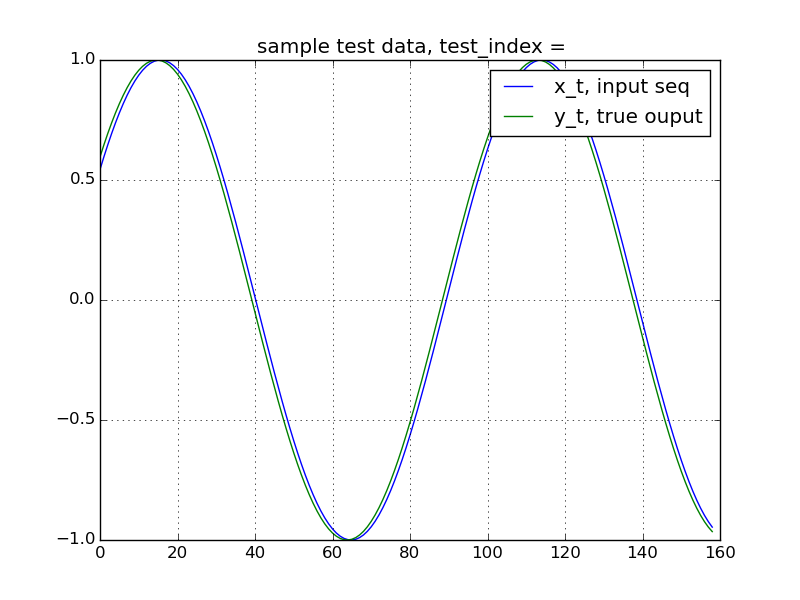 sample test data, test_index =
x_t, input seq
y_t, true ouput
1.0
0.5
0.0
−0.5
−1.0
0 20 40 60 80 100 120 140 160